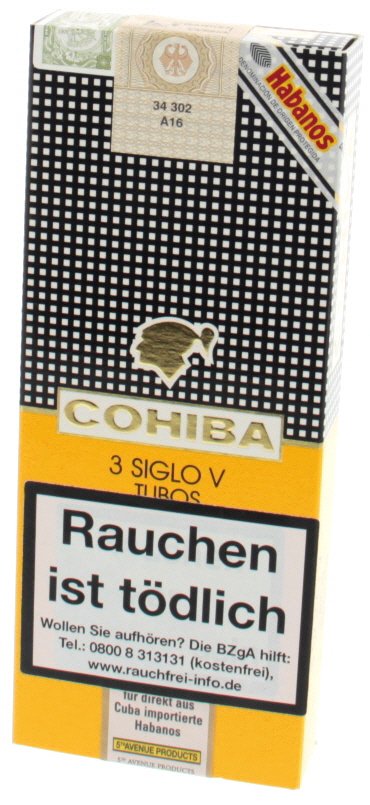 34 302
A16
Habanos
DENOMINACIÓN DE ORIGEN PROTEGIDA
COHIBA
3 SIGLO V
TUBOS
Rauchen
ist tödlich
Wollen Sie aufhören? Die BZgA hilft:
Tel.: 0800 8 313131 (kostenfrei),
www.rauchfrei-info.de
für direkt aus
Cuba importierte
Habanos
5TH AVENUE PRODUCTS
5TH AVENUE PRODUCTS